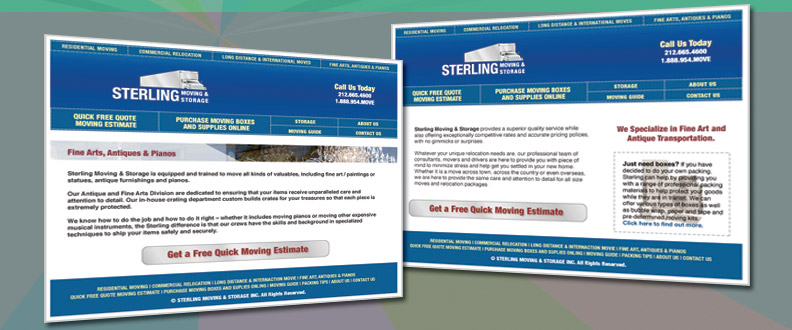 RESIDENTIAL MOVING
COMMERCIAL RELOCATION
LONG DISTANCE & INTERNATIONAL MOVES
FINE ARTS, ANTIQUES & PIANOS
STERLING MOVING & STORAGE
Call Us Today
212.665.4600
1.888.954.MOVE
QUICK FREE QUOTE
MOVING ESTIMATE
PURCHASE MOVING BOXES
AND SUPPLIES ONLINE
STORAGE
ABOUT US
MOVING GUIDE
CONTACT US
Fine Arts, Antiques & Pianos
Sterling Moving & Storage is equipped and trained to move all kinds of valuables, including fine art / paintings or
statues, antique furnishings and pianos.
Our Antique and Fine Arts Division are dedicated to ensuring that your items receive unparalleled care and
attention to detail. Our in-house crating department custom builds crates for your treasures so that each piece is
extremely protected.
We know how to do the job and how to do it right – whether it includes moving pianos or moving other expensive
musical instruments, the Sterling difference is that our crews have the skills and background in specialized
techniques to ship your items safely and securely.
Get a Free Quick Moving Estimate
RESIDENTIAL MOVING | COMMERCIAL RELOCATION | LONG DISTANCE & INTERNACTION MOVIE | FINE ART, ANTIQUES & PIANOS
QUICK FREE QUOTE MOVING ESTIMATE | PURCHASE MOVING BOXES AND SUPPLIES ONLINE | MOVING GUIDE | PACKING TIPS | ABOUT US | CONTACT US
© STERLING MOVING & STORAGE INC. All Rights Reserved.
RESIDENTIAL MOVING
COMMERCIAL RELOCATION
LONG DISTANCE & INTERNATIONAL MOVES
FINE ARTS, ANTIQUES & PIANOS
STERLING MOVING & STORAGE
Call Us Today
212.665.4600
1.888.954.MOVE
QUICK FREE QUOTE
MOVING ESTIMATE
PURCHASE MOVING BOXES
AND SUPPLIES ONLINE
STORAGE
ABOUT US
MOVING GUIDE
CONTACT US
Sterling Moving & Storage provides a superior quality service while
also offering exceptionally competitive rates and accurate pricing policies,
with no gimmicks or surprises.
Whatever your unique relocation needs are, our professional team of
consultants, movers and drivers are here to provide you with piece of
mind to minimize stress and help get you settled in your new home.
Whether it is a move across town, across the country or even overseas,
we are here to provide the same care and attention to detail for all size
moves and relocation packages
Get a Free Quick Moving Estimate
We Specialize in Fine Art and
Antique Transportation.
Just need boxes? If you have
decided to do your own packing,
Sterling can help by providing you
with a range of professional packing
materials to help protect your goods
while they are in transit. We can
offer various types of boxes as well
as bubble wrap, paper and tape and
pre-determined moving kits.
Click here to find out more.
RESIDENTIAL MOVING | COMMERCIAL RELOCATION | LONG DISTANCE & INTERNACTION MOVIE | FINE ART, ANTIQUES & PIANOS
QUICK FREE QUOTE MOVING ESTIMATE | PURCHASE MOVING BOXES AND SUPPLIES ONLINE | MOVING GUIDE | PACKING TIPS | ABOUT US | CONTACT US
© STERLING MOVING & STORAGE INC. All Rights Reserved.